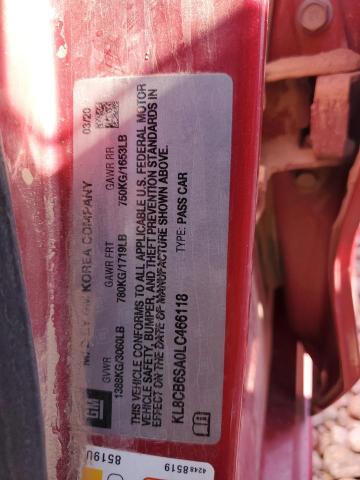 GM
KOREA COMPANY 03/20
GVWR GAWR FRT GAWR RR
1388KG/3060LB 780KG/1719LB 750KG/1653LB
THIS VEHICLE CONFORMS TO ALL APPLICABLE U.S. FEDERAL MOTOR
VEHICLE SAFETY, BUMPER, AND THEFT PREVENTION STANDARDS IN
EFFECT ON THE DATE OF MANUFACTURE SHOWN ABOVE.
KL8CB6SA0LC466118 TYPE: PASS CAR
8519U
4248 8519